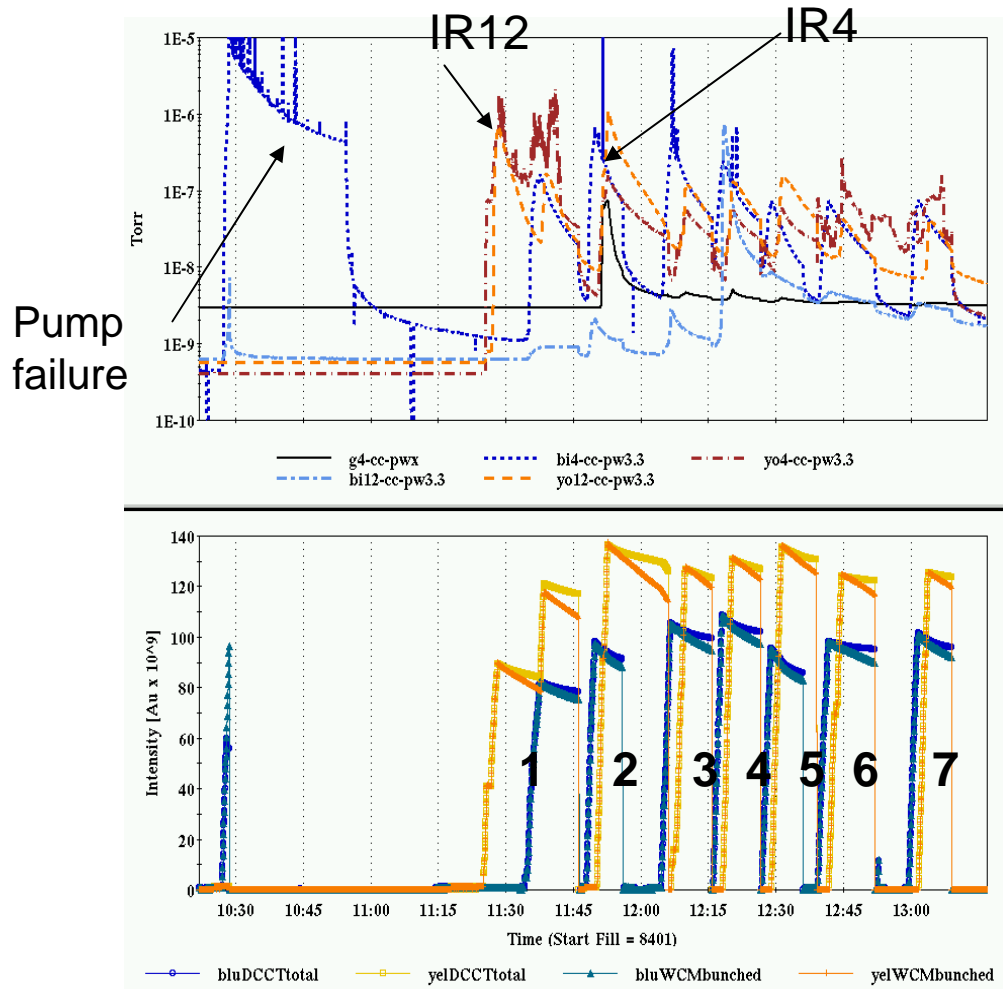 IR12
IR4
1E-5
1E-6
1E-7
1E-8
1E-9
1E-10
Torr
Pump
failure
g4-cc-pwx
bi4-cc-pw3.3
yo4-cc-pw3.3
bi12-cc-pw3.3
yo12-cc-pw3.3
140
120
100
80
60
40
20
0
Intensity [Au x 10^9]
1 2 3 4 5 6 7
10:30 10:45 11:00 11:15 11:30 11:45 12:00 12:15 12:30 12:45 13:00
Time (Start Fill = 8401)
bluDCCTtotal
yelDCCTtotal
bluWCMbunched
yelWCMbunched